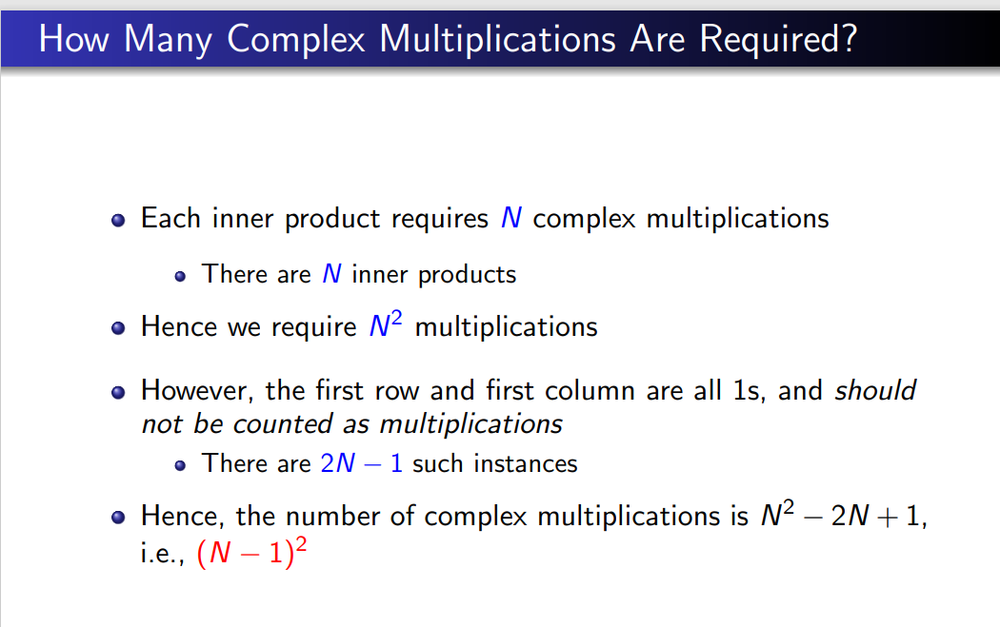 How Many Complex Multiplications Are Required?
Each inner product requires N complex multiplications
There are N inner products
Hence we require N² multiplications
However, the first row and first column are all 1s, and should
not be counted as multiplications
There are 2N − 1 such instances
Hence, the number of complex multiplications is N² − 2N + 1,
i.e., (N − 1)²